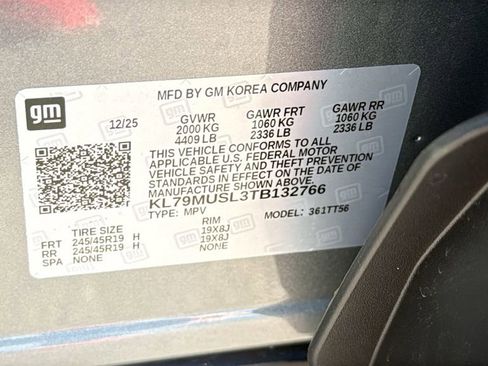 MFD BY GM KOREA COMPANY
gm
12/25
GVWR GAWR FRT GAWR RR
2000 KG 1060 KG 1060 KG
4409 LB 2336 LB 2336 LB
THIS VEHICLE CONFORMS TO ALL
APPLICABLE U.S. FEDERAL MOTOR
VEHICLE SAFETY AND THEFT PREVENTION
STANDARDS IN EFFECT ON THE DATE OF
MANUFACTURE SHOWN ABOVE.
KL79MUSL3TB132766
TYPE: MPV MODEL: 361TT56
TIRE SIZE RIM
FRT 245/45R19 H 19X8J
RR 245/45R19 H 19X8J
SPA NONE NONE